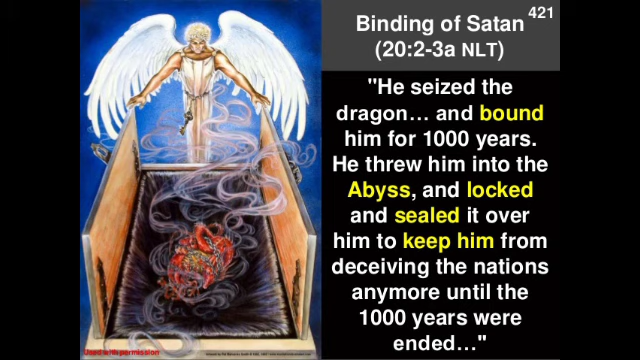 Binding of Satan
421
(20:2-3a NLT)
"He seized the
dragon… and bound
him for 1000 years.
He threw him into the
Abyss, and locked
and sealed it over
him to keep him from
deceiving the nations
anymore until the
1000 years were
ended…"
Used with permission